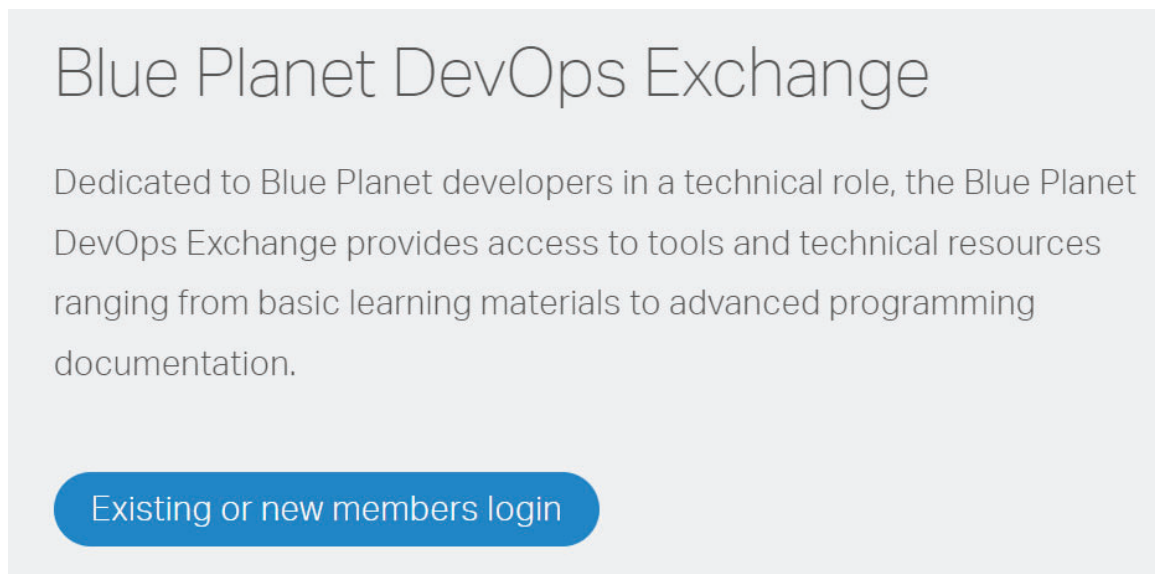 Blue Planet DevOps Exchange
Dedicated to Blue Planet developers in a technical role, the Blue Planet
DevOps Exchange provides access to tools and technical resources
ranging from basic learning materials to advanced programming
documentation.
Existing or new members login